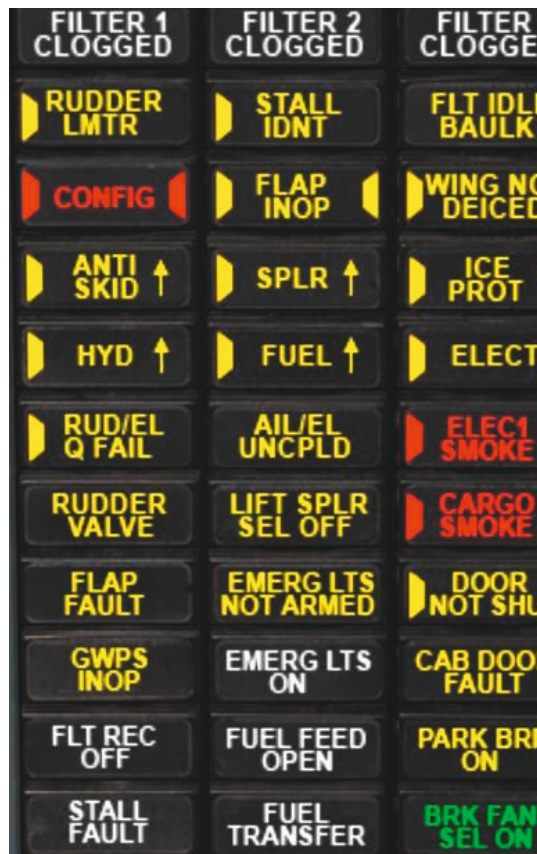 FILTER 1
CLOGGED
FILTER 2
CLOGGED
FILTER
CLOGGE
RUDDER
LMTR
STALL
IDNT
FLT IDL
BAULK
CONFIG
FLAP
INOP
WING NO
DEICED
ANTI
SKID ↑
SPLR ↑
ICE
PROT
HYD ↑
FUEL ↑
ELECT
RUD/EL
Q FAIL
AIL/EL
UNCPLD
ELEC1
SMOKE
RUDDER
VALVE
LIFT SPLR
SEL OFF
CARGO
SMOKE
FLAP
FAULT
EMERG LTS
NOT ARMED
DOOR
NOT SHU
GWPS
INOP
EMERG LTS
ON
CAB DOO
FAULT
FLT REC
OFF
FUEL FEED
OPEN
PARK BR
ON
STALL
FAULT
FUEL
TRANSFER
BRK FAN
SEL ON